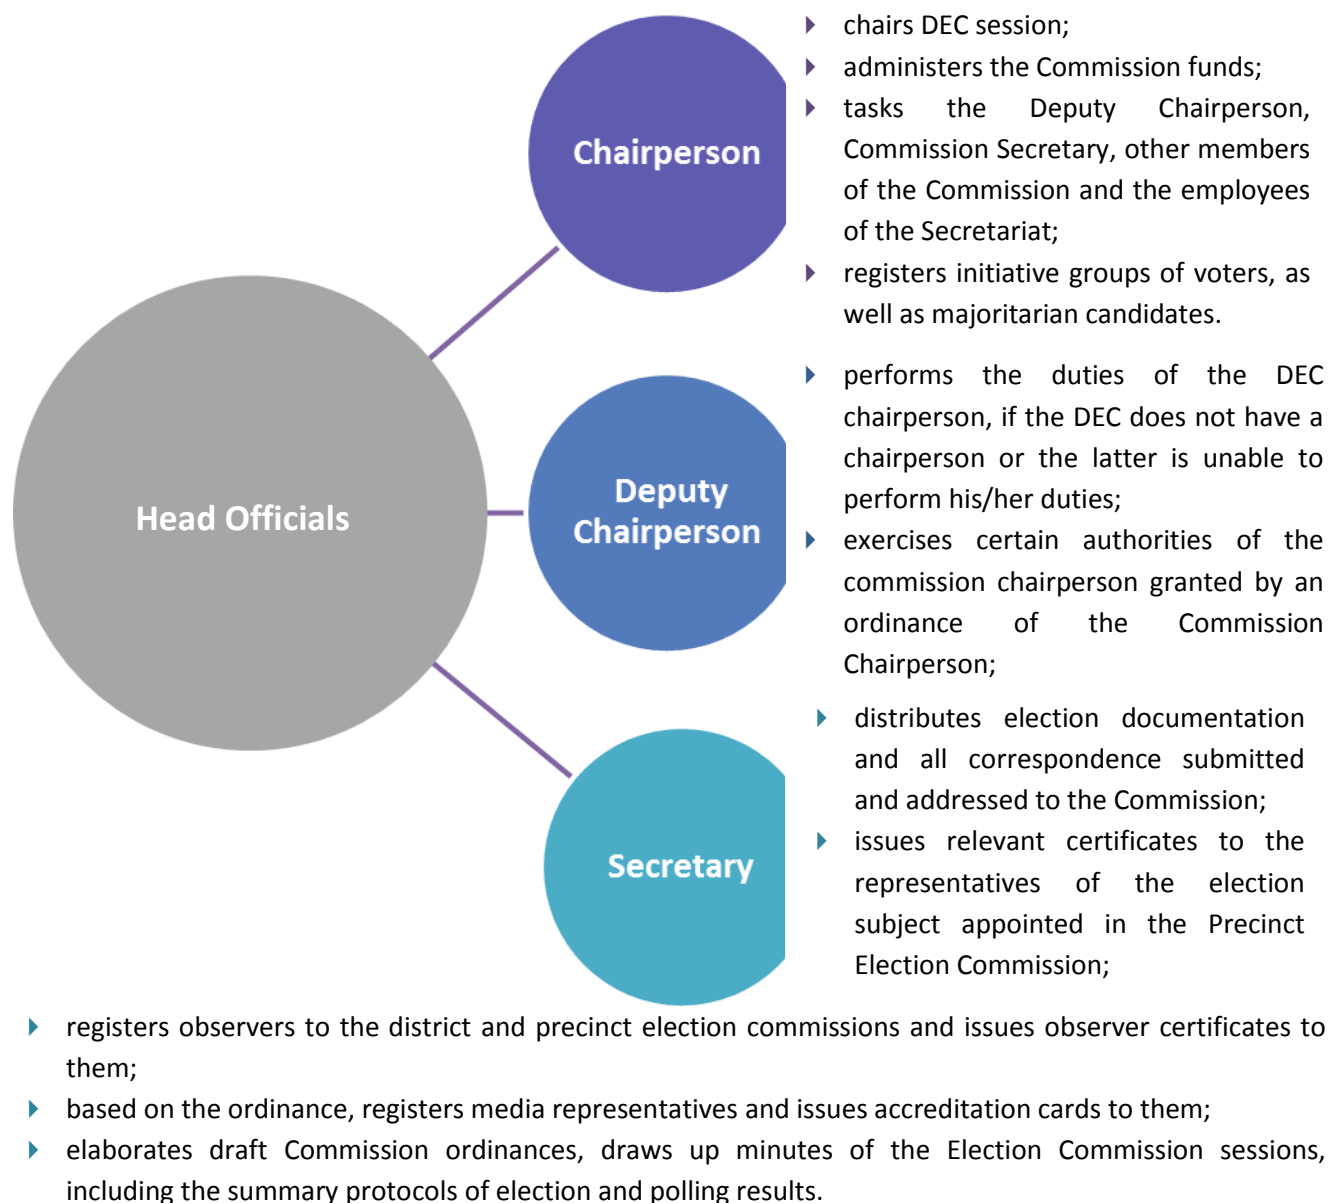 Head Officials
Chairperson
chairs DEC session;
administers the Commission funds;
tasks the Deputy Chairperson,
Commission Secretary, other members
of the Commission and the employees
of the Secretariat;
registers initiative groups of voters, as
well as majoritarian candidates.
Deputy
Chairperson
performs the duties of the DEC
chairperson, if the DEC does not have a
chairperson or the latter is unable to
perform his/her duties;
exercises certain authorities of the
commission chairperson granted by an
ordinance of the Commission
Chairperson;
Secretary
distributes election documentation
and all correspondence submitted
and addressed to the Commission;
issues relevant certificates to the
representatives of the election
subject appointed in the Precinct
Election Commission;
registers observers to the district and precinct election commissions and issues observer certificates to
them;
based on the ordinance, registers media representatives and issues accreditation cards to them;
elaborates draft Commission ordinances, draws up minutes of the Election Commission sessions,
including the summary protocols of election and polling results.